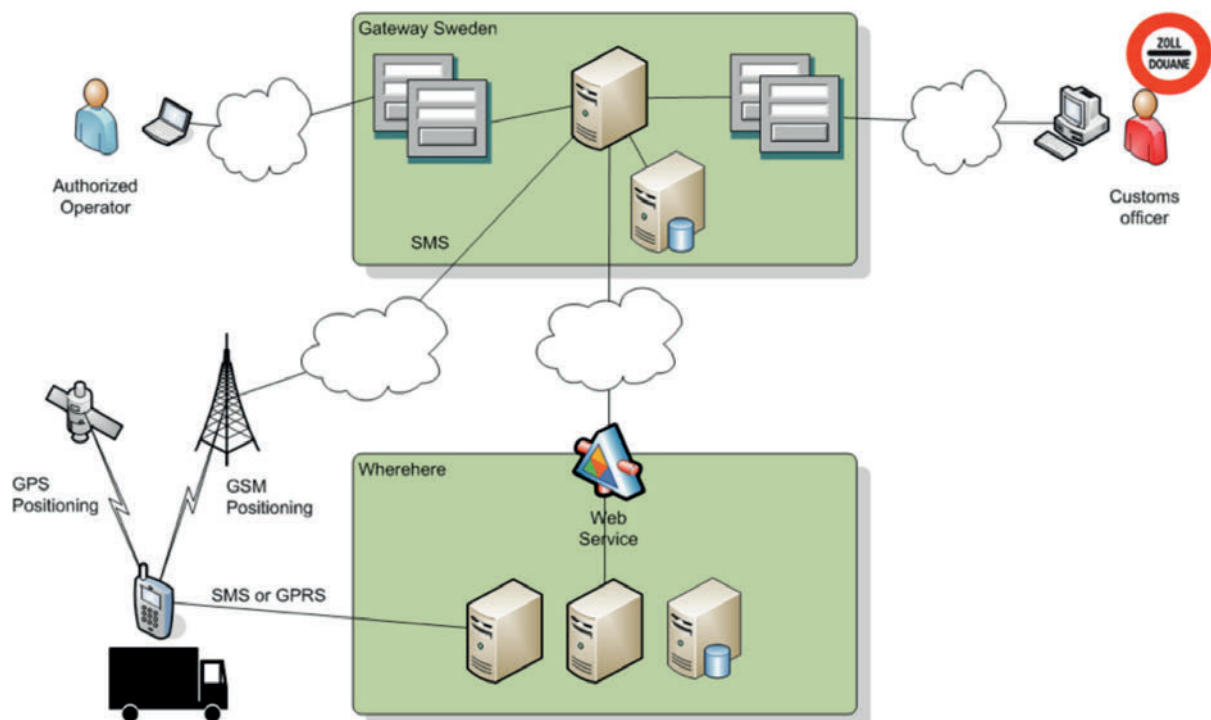 Gateway Sweden
ZOLL
DOUANE
Authorized
Operator
Customs
officer
SMS
GPS
Positioning
GSM
Positioning
Wherehere
Web
Service
SMS or GPRS